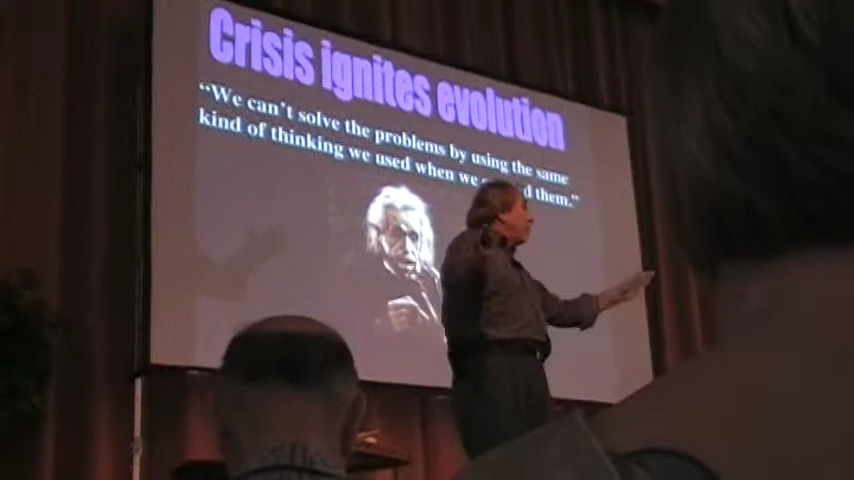 Crisis ignites evolution
“We can't solve the problems by using the same
kind of thinking we used when we them.”